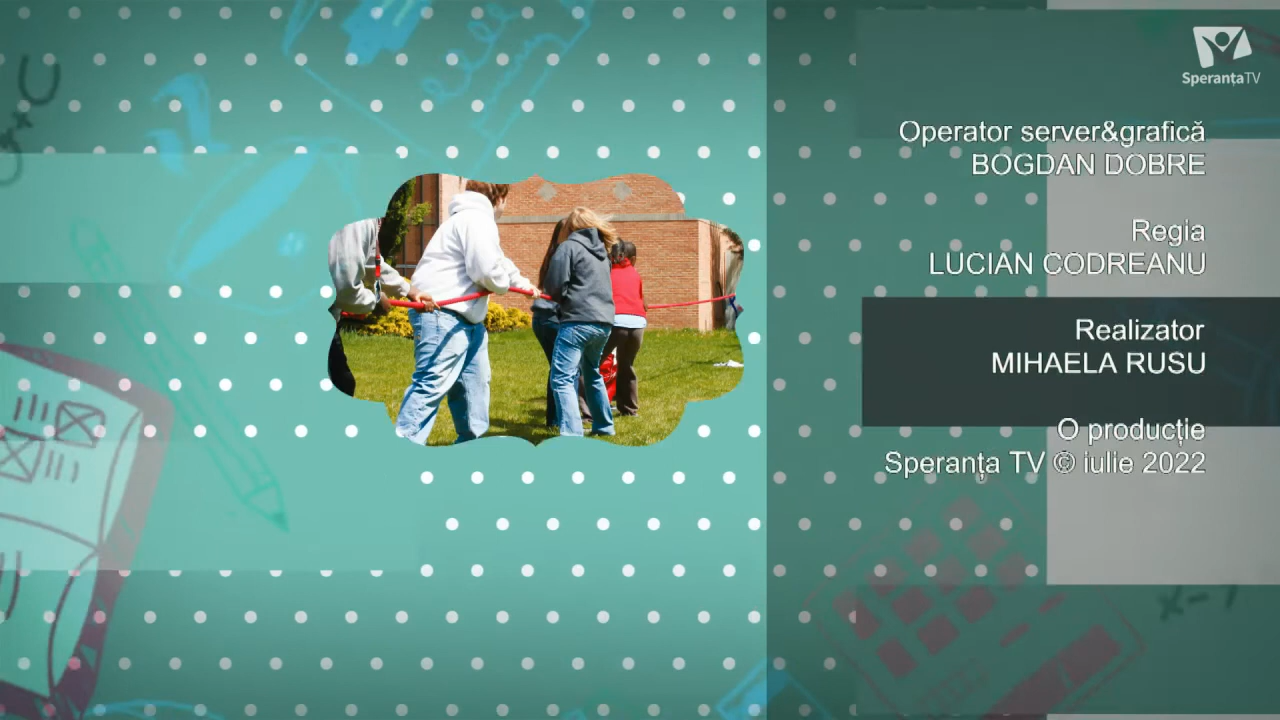 SperanțaTV
Operator server&grafică
BOGDAN DOBRE
Regia
LUCIAN CODREANU
Realizator
MIHAELA RUSU
O producție
Speranța TV © iulie 2022